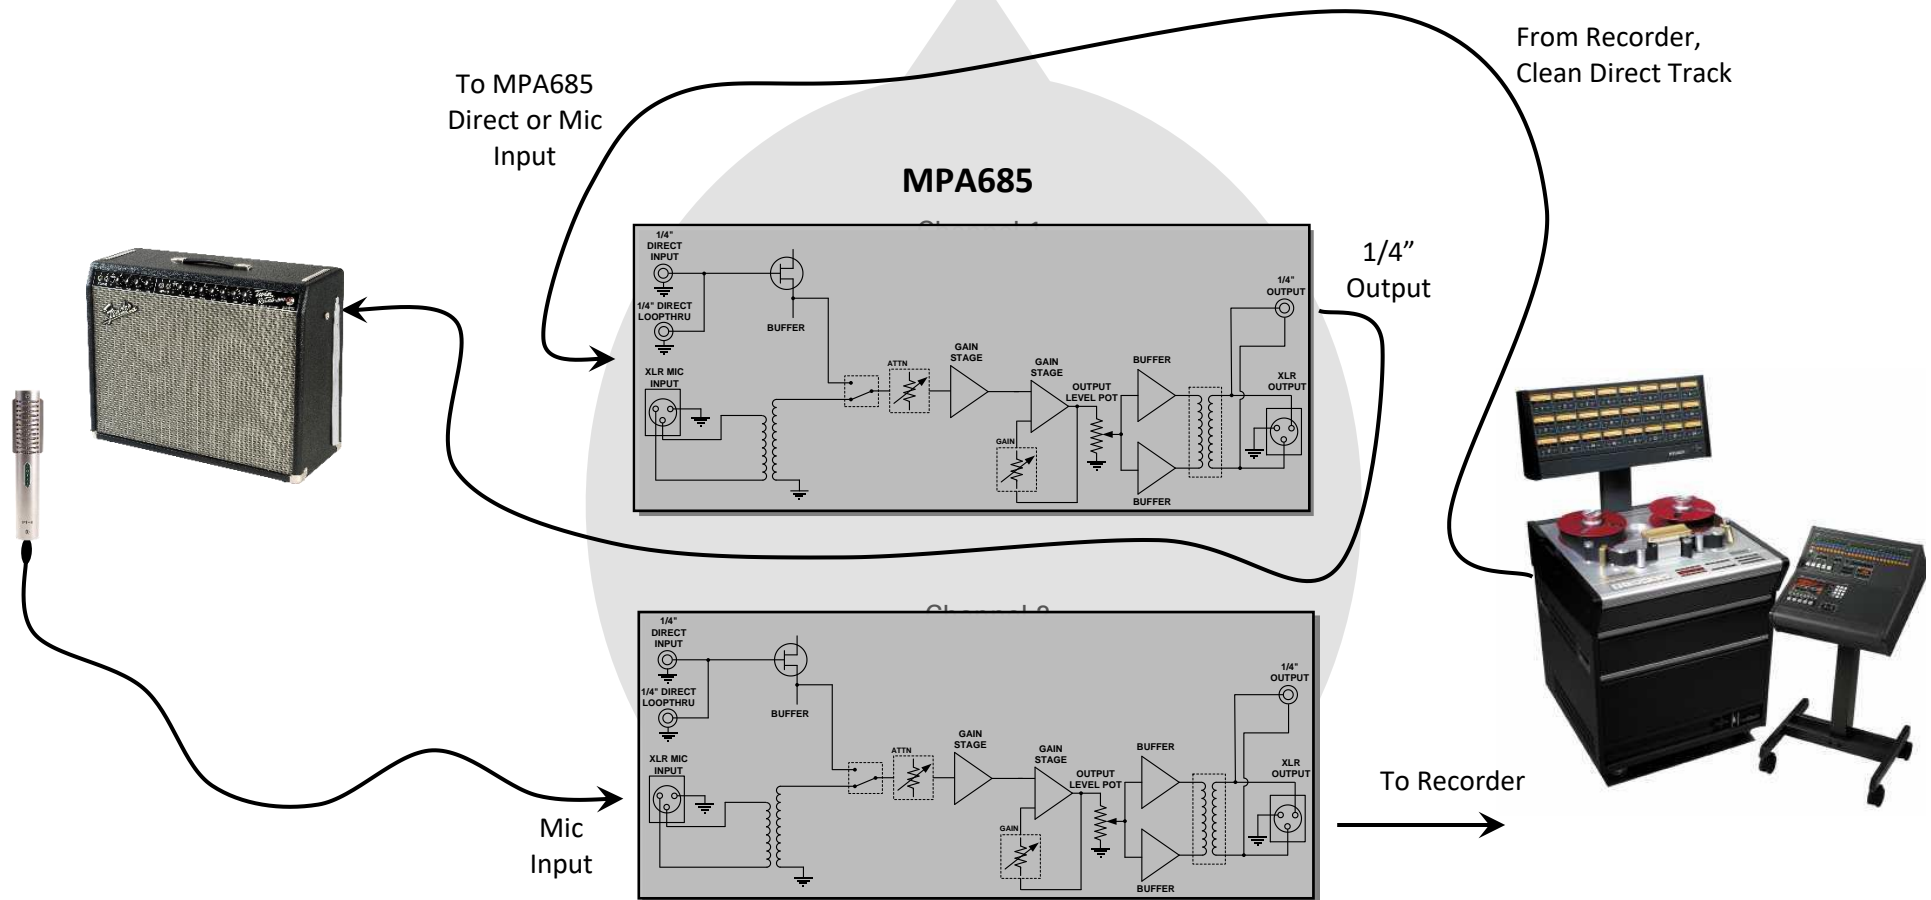 From Recorder,
Clean Direct Track
To MPA685
Direct or Mic
Input
MPA685
1/4”
Output
1/4"
DIRECT
INPUT
1/4" DIRECT
LOOPTHRU
BUFFER
XLR MIC
INPUT
ATTN
GAIN
STAGE
GAIN
STAGE
GAIN
OUTPUT
LEVEL POT
BUFFER
BUFFER
1/4"
OUTPUT
XLR
OUTPUT
1/4"
DIRECT
INPUT
1/4" DIRECT
LOOPTHRU
BUFFER
XLR MIC
INPUT
ATTN
GAIN
STAGE
GAIN
STAGE
GAIN
OUTPUT
LEVEL POT
BUFFER
BUFFER
1/4"
OUTPUT
XLR
OUTPUT
Mic
Input
To Recorder